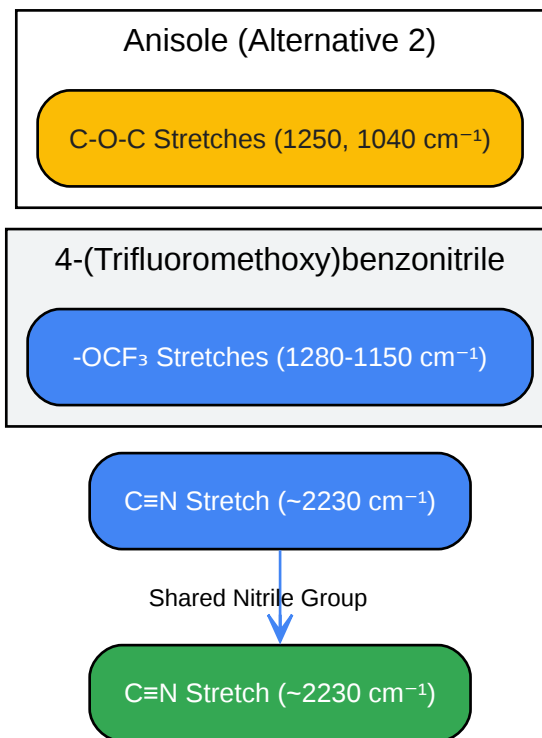 Anisole (Alternative 2)
C-O-C Stretches (1250, 1040 cm⁻¹)
4-(Trifluoromethoxy)benzonitrile
-OCF₃ Stretches (1280-1150 cm⁻¹)
C≡N Stretch (~2230 cm⁻¹)
Shared Nitrile Group
C≡N Stretch (~2230 cm⁻¹)